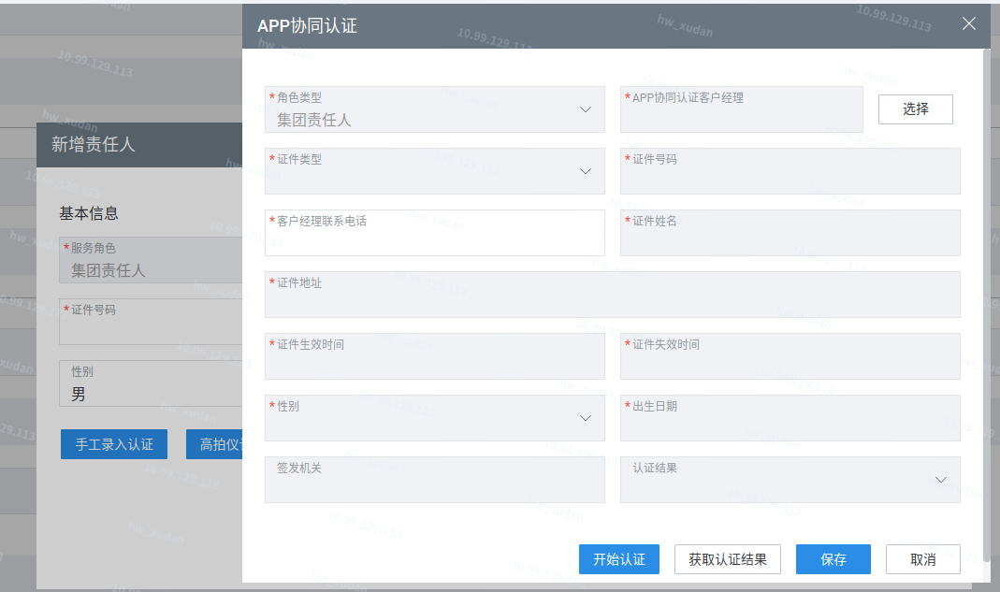 APP协同认证
*角色类型
集团责任人
*APP协同认证客户经理
选择
*证件类型
*证件号码
*客户经理联系电话
*证件姓名
*证件地址
*证件生效时间
*证件失效时间
*性别
*出生日期
签发机关
认证结果
开始认证
获取认证结果
保存
取消
新增责任人
基本信息
*服务角色
集团责任人
*证件号码
性别
男
手工录入认证
高拍仪
hw_xudan
10.99.129.113